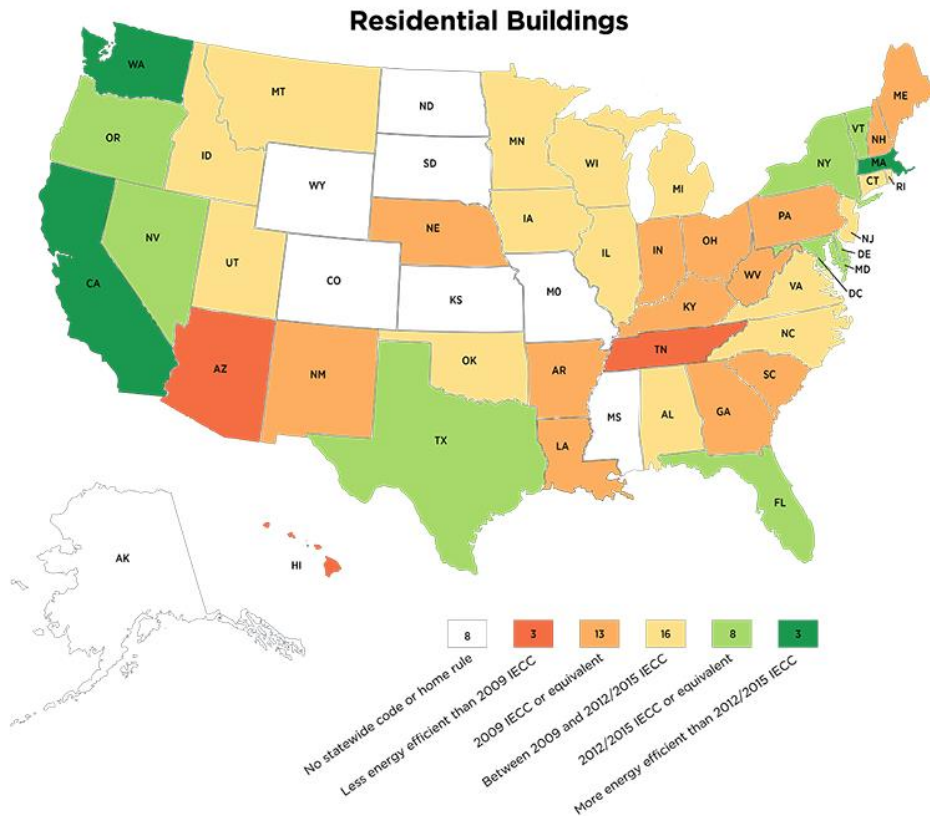 Residential Buildings
WA
MT
ND
ME
OR
ID
SD
MN
WI
MI
VT
NH
NY
MA
CT
RI
WY
NE
IA
PA
NJ
NV
UT
CO
KS
MO
IL
IN
OH
WV
VA
DE
MD
DC
CA
KY
NC
AZ
NM
OK
AR
TN
SC
TX
LA
MS
AL
GA
FL
AK
HI
8
3
13
16
8
3
No statewide code or home rule
Less energy efficient than 2009 IECC
2009 IECC or equivalent
Between 2009 and 2012/2015 IECC
2012/2015 IECC or equivalent
More energy efficient than 2012/2015 IECC